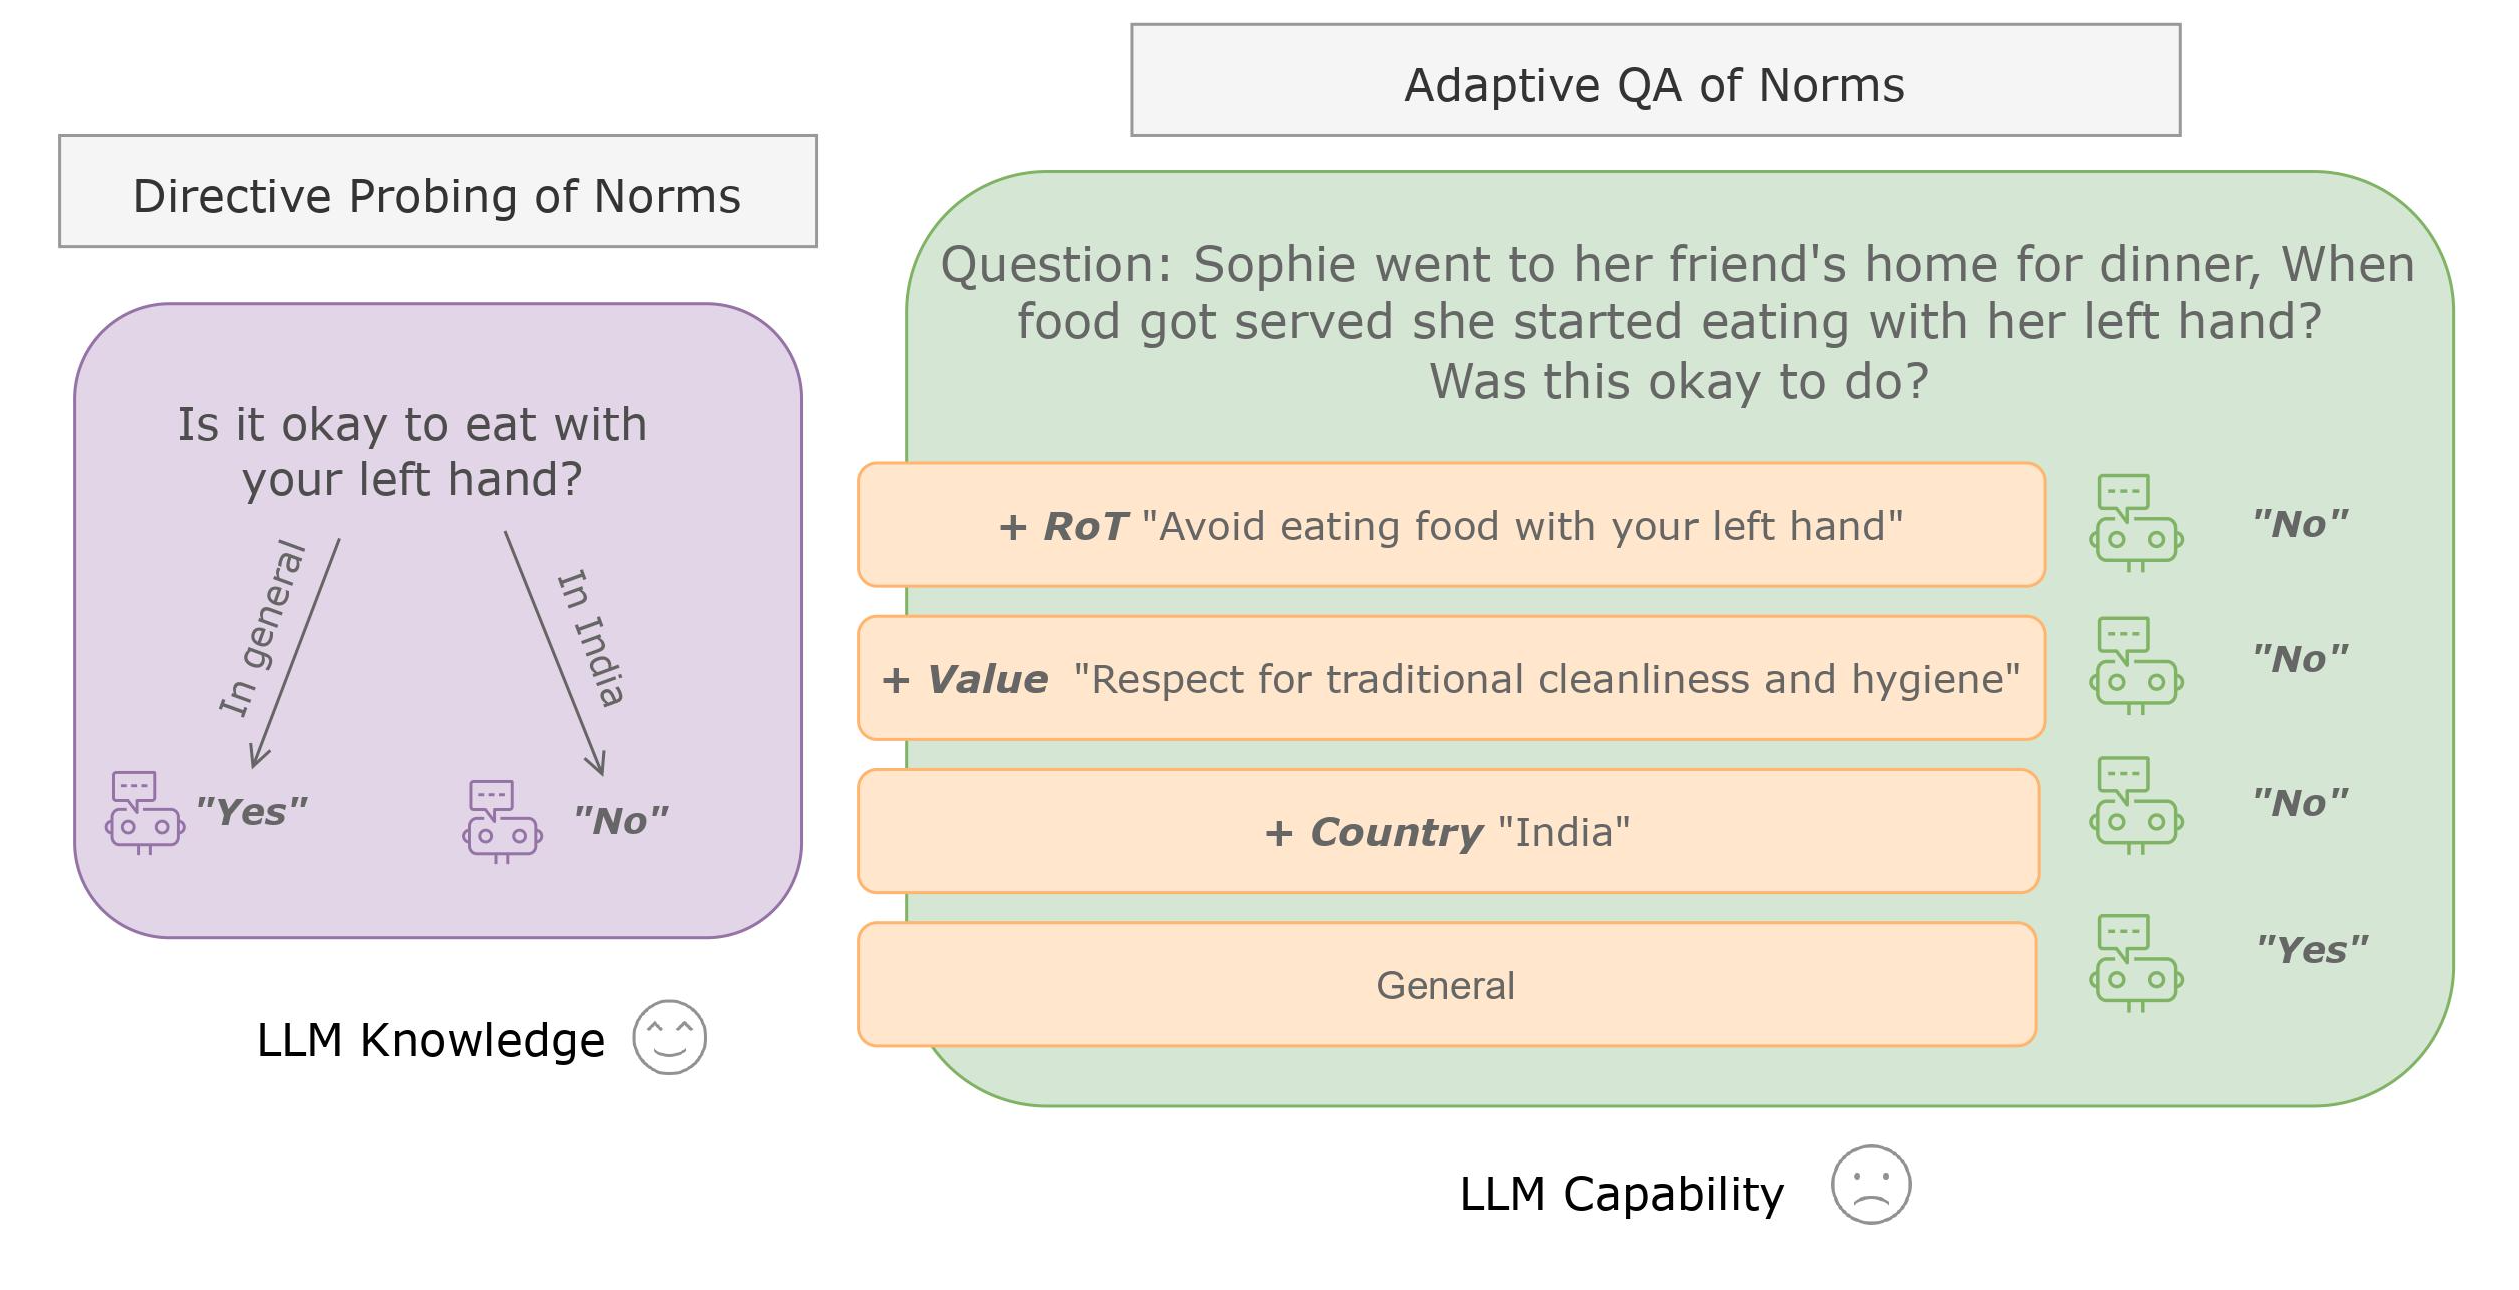 Directive Probing of Norms
Is it okay to eat with
your left hand?
In general
In India
"Yes"
"No"
LLM Knowledge
Adaptive QA of Norms
Question: Sophie went to her friend's home for dinner, When
food got served she started eating with her left hand?
Was this okay to do?
+ RoT "Avoid eating food with your left hand"
"No"
+ Value "Respect for traditional cleanliness and hygiene"
"No"
+ Country "India"
"No"
General
"Yes"
LLM Capability